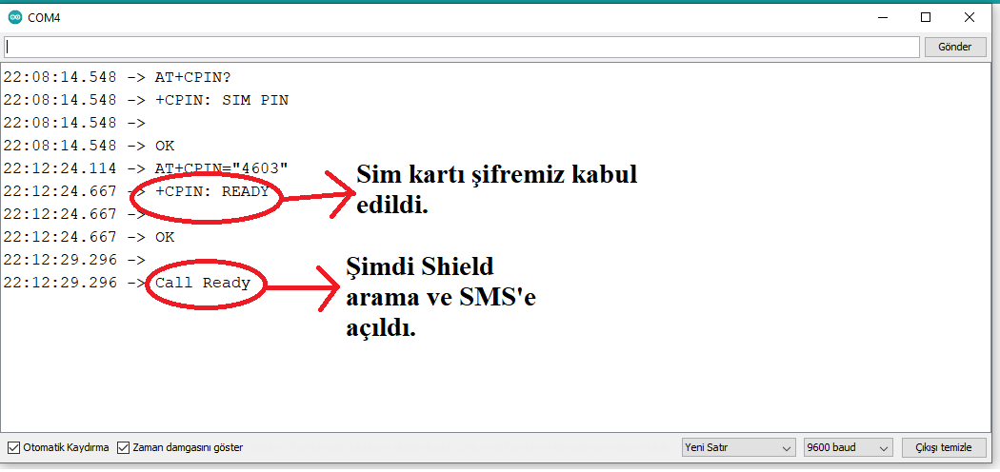 COM4
Gönder
22:08:14.548 -> AT+CPIN?
22:08:14.548 -> +CPIN: SIM PIN
22:08:14.548 ->
22:08:14.548 -> OK
22:12:24.114 -> AT+CPIN="4603"
22:12:24.667 -> +CPIN: READY
22:12:24.667 ->
22:12:24.667 -> OK
22:12:29.296 ->
22:12:29.296 -> Call Ready
Sim kartı şifremiz kabul
edildi.
Şimdi Shield
arama ve SMS'e
açıldı.
Otomatik Kaydırma
Zaman damgasını göster
Yeni Satır
9600 baud
Çıkışı temizle